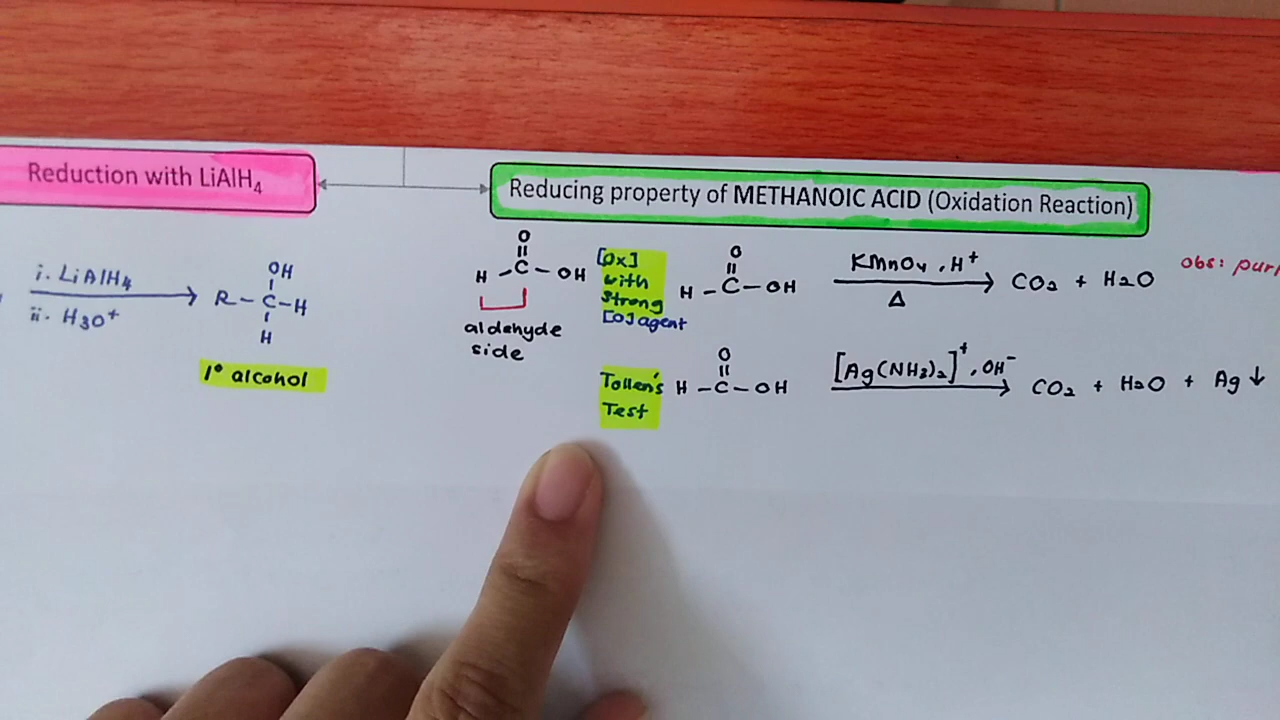 Reduction with LiAlH4
i. LiAlH4
ii. H3O+
OH
R-C-H
H
1° alcohol
Reducing property of METHANOIC ACID (Oxidation Reaction)
O
H-C-OH
aldehyde
side
[Ox]
with
strong
[O] agent
O
H-C-OH
KMnO4, H+
Δ
CO2 + H2O
obs:
Tollen's
Test
O
H-C-OH
[Ag(NH3)2]+, OH-
CO2 + H2O + Ag↓